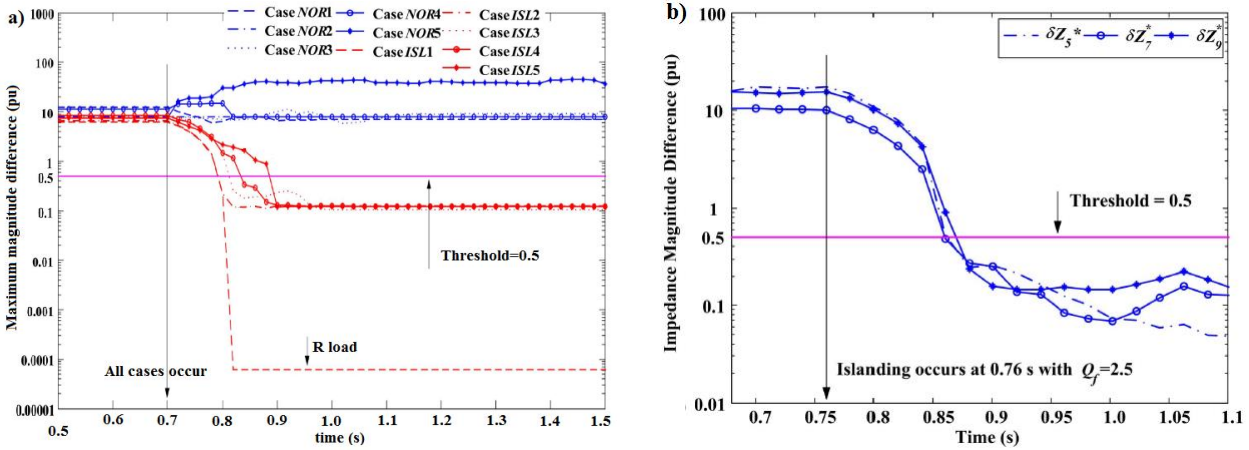 a)
Case NOR1
Case NOR2
Case NOR3
Case NOR4
Case NOR5
Case ISL1
Case ISL2
Case ISL3
Case ISL4
Case ISL5
Maximum magnitude difference (pu)
1000
100
10
1
0.5
0.1
0.01
0.001
0.0001
0.00001
Threshold=0.5
R load
All cases occur
0.5 0.6 0.7 0.8 0.9 1.0 1.1 1.2 1.3 1.4 1.5
time (s)
b)
δZ5* δZ7* δZ9*
Impedance Magnitude Difference (pu)
100
10
1
0.5
0.1
0.01
Threshold = 0.5
Islanding occurs at 0.76 s with Qf=2.5
0.7 0.76 0.8 0.85 0.9 0.95 1.0 1.05 1.1
Time (s)